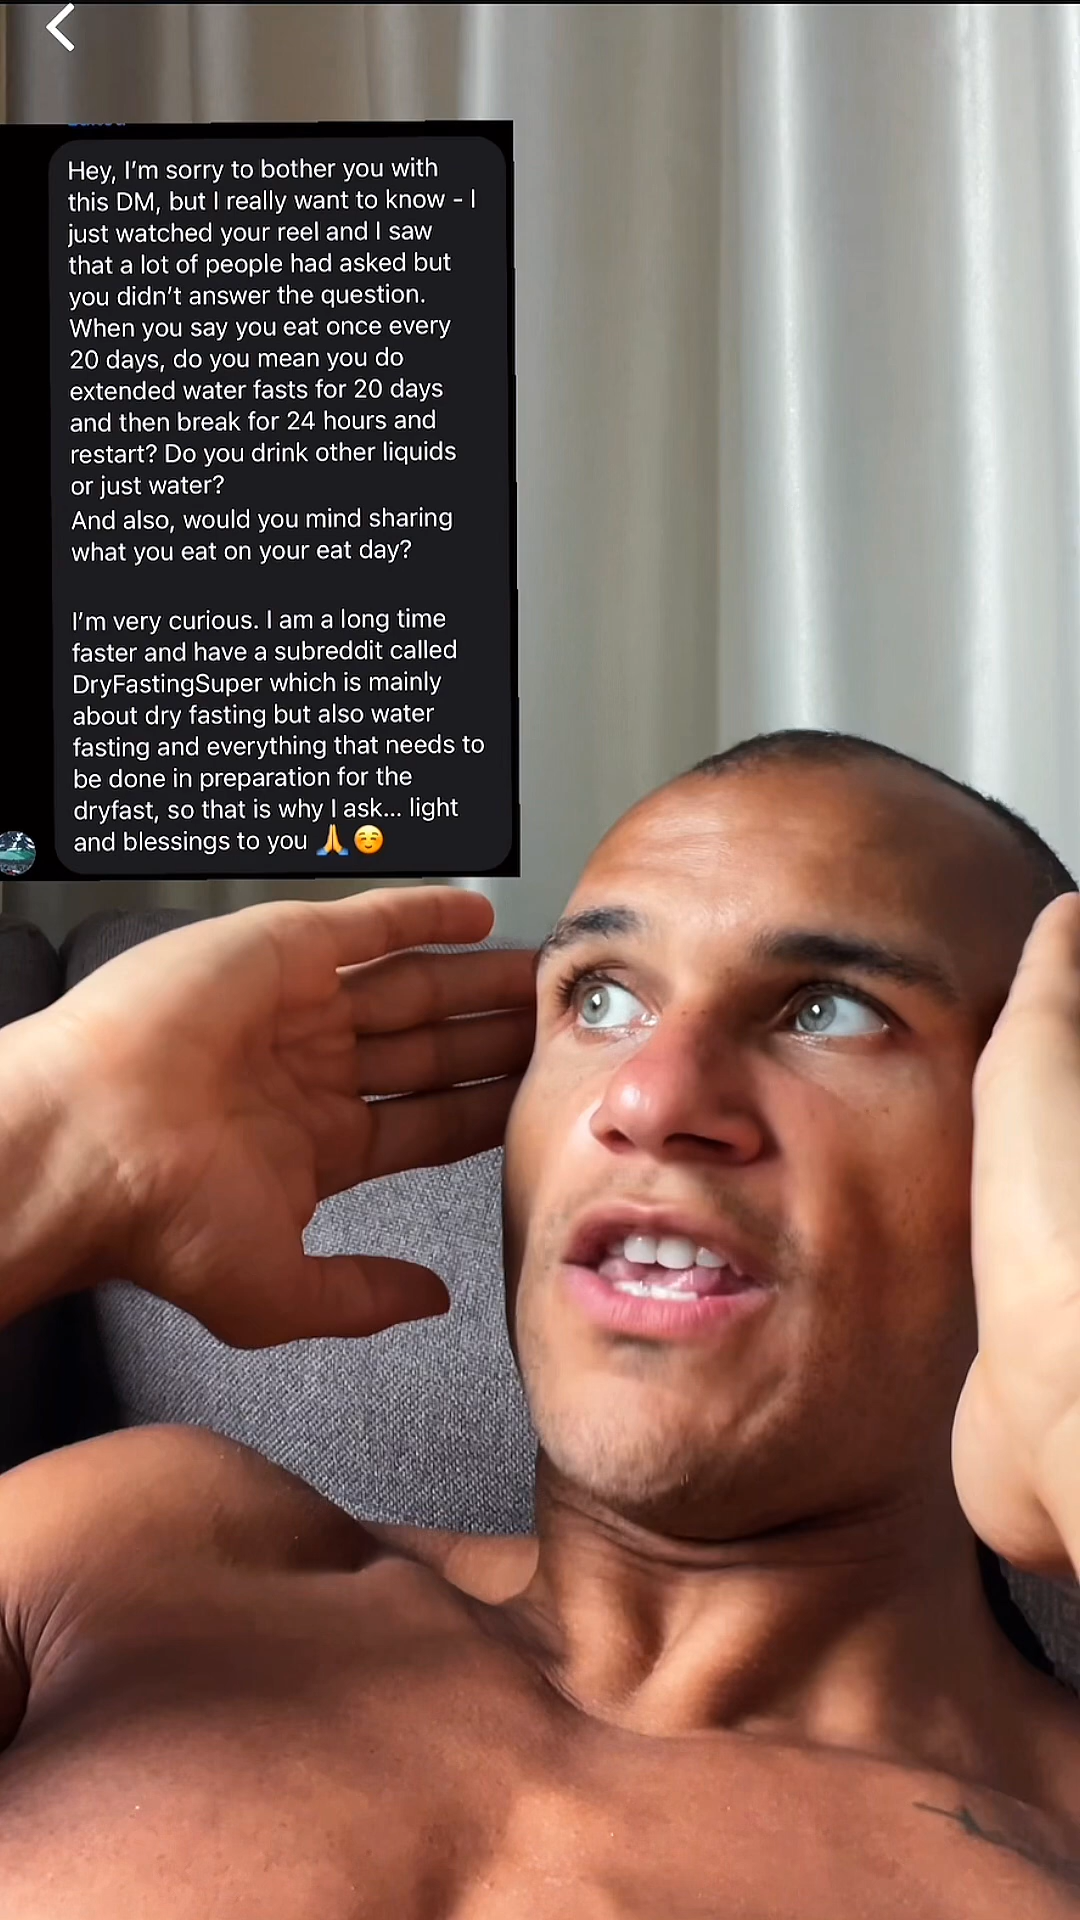 Hey, I'm sorry to bother you with
this DM, but I really want to know - I
just watched your reel and I saw
that a lot of people had asked but
you didn't answer the question.
When you say you eat once every
20 days, do you mean you do
extended water fasts for 20 days
and then break for 24 hours and
restart? Do you drink other liquids
or just water?
And also, would you mind sharing
what you eat on your eat day?
I'm very curious. I am a long time
faster and have a subreddit called
DryFastingSuper which is mainly
about dry fasting but also water
fasting and everything that needs to
be done in preparation for the
dryfast, so that is why I ask... light
and blessings to you 🙏☺️